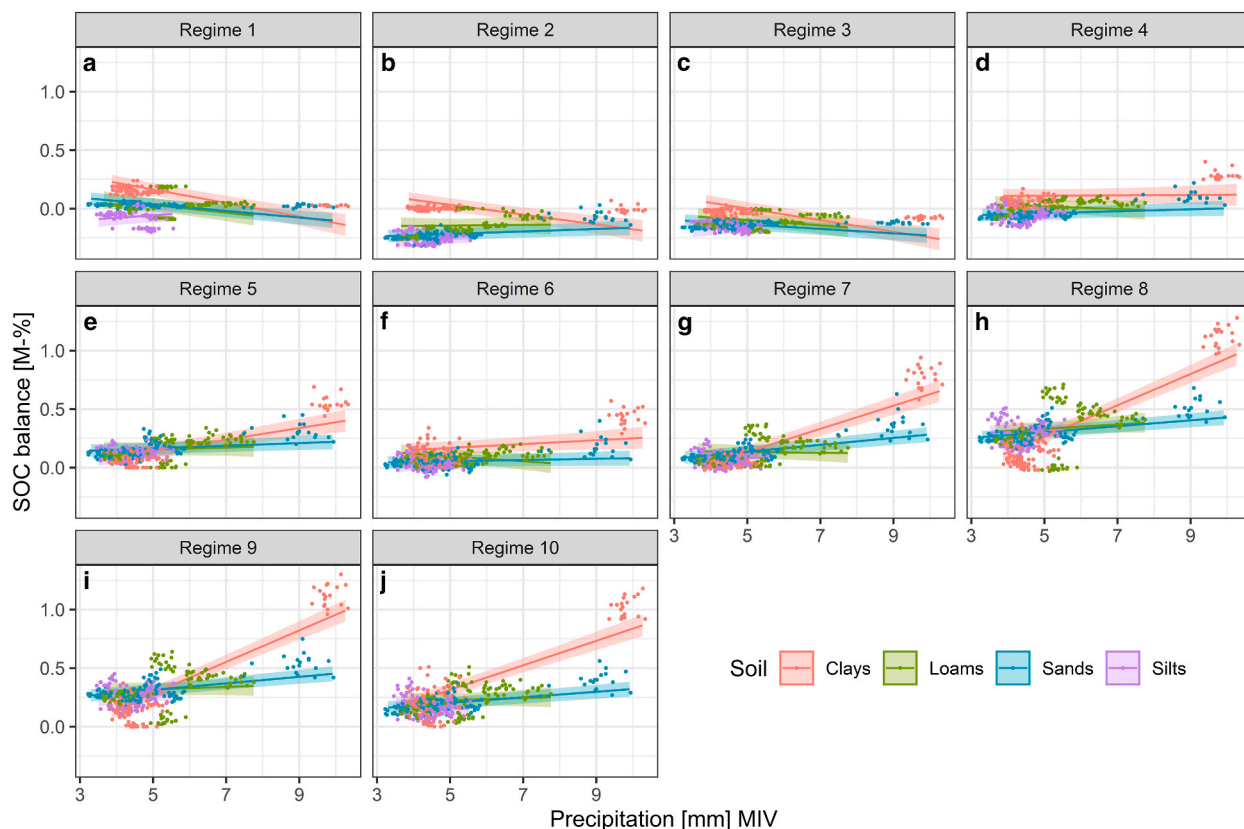 Regime 1
Regime 2
Regime 3
Regime 4
a
b
c
d
1.0
0.5
0.0
Regime 5
Regime 6
Regime 7
Regime 8
e
f
g
h
1.0
0.5
0.0
3 5 7 9
3 5 7 9
Regime 9
Regime 10
i
j
1.0
0.5
0.0
3 5 7 9
3 5 7 9
SOC balance [M-%]
Precipitation [mm] MIV
Soil Clays Loams Sands Silts